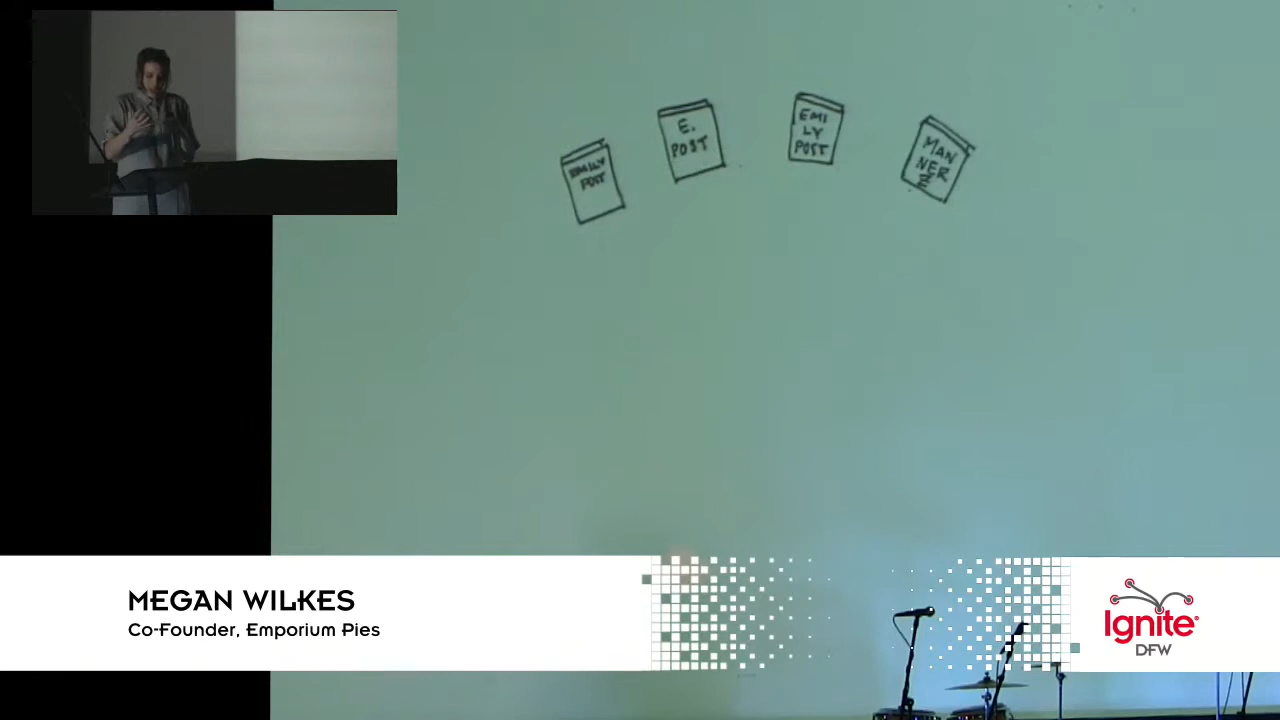 EMILY
POST
E.
POST
EMI
LY
POST
MAN
NER
MEGAN WILKES
Co-Founder, Emporium Pies
Ignite
DFW